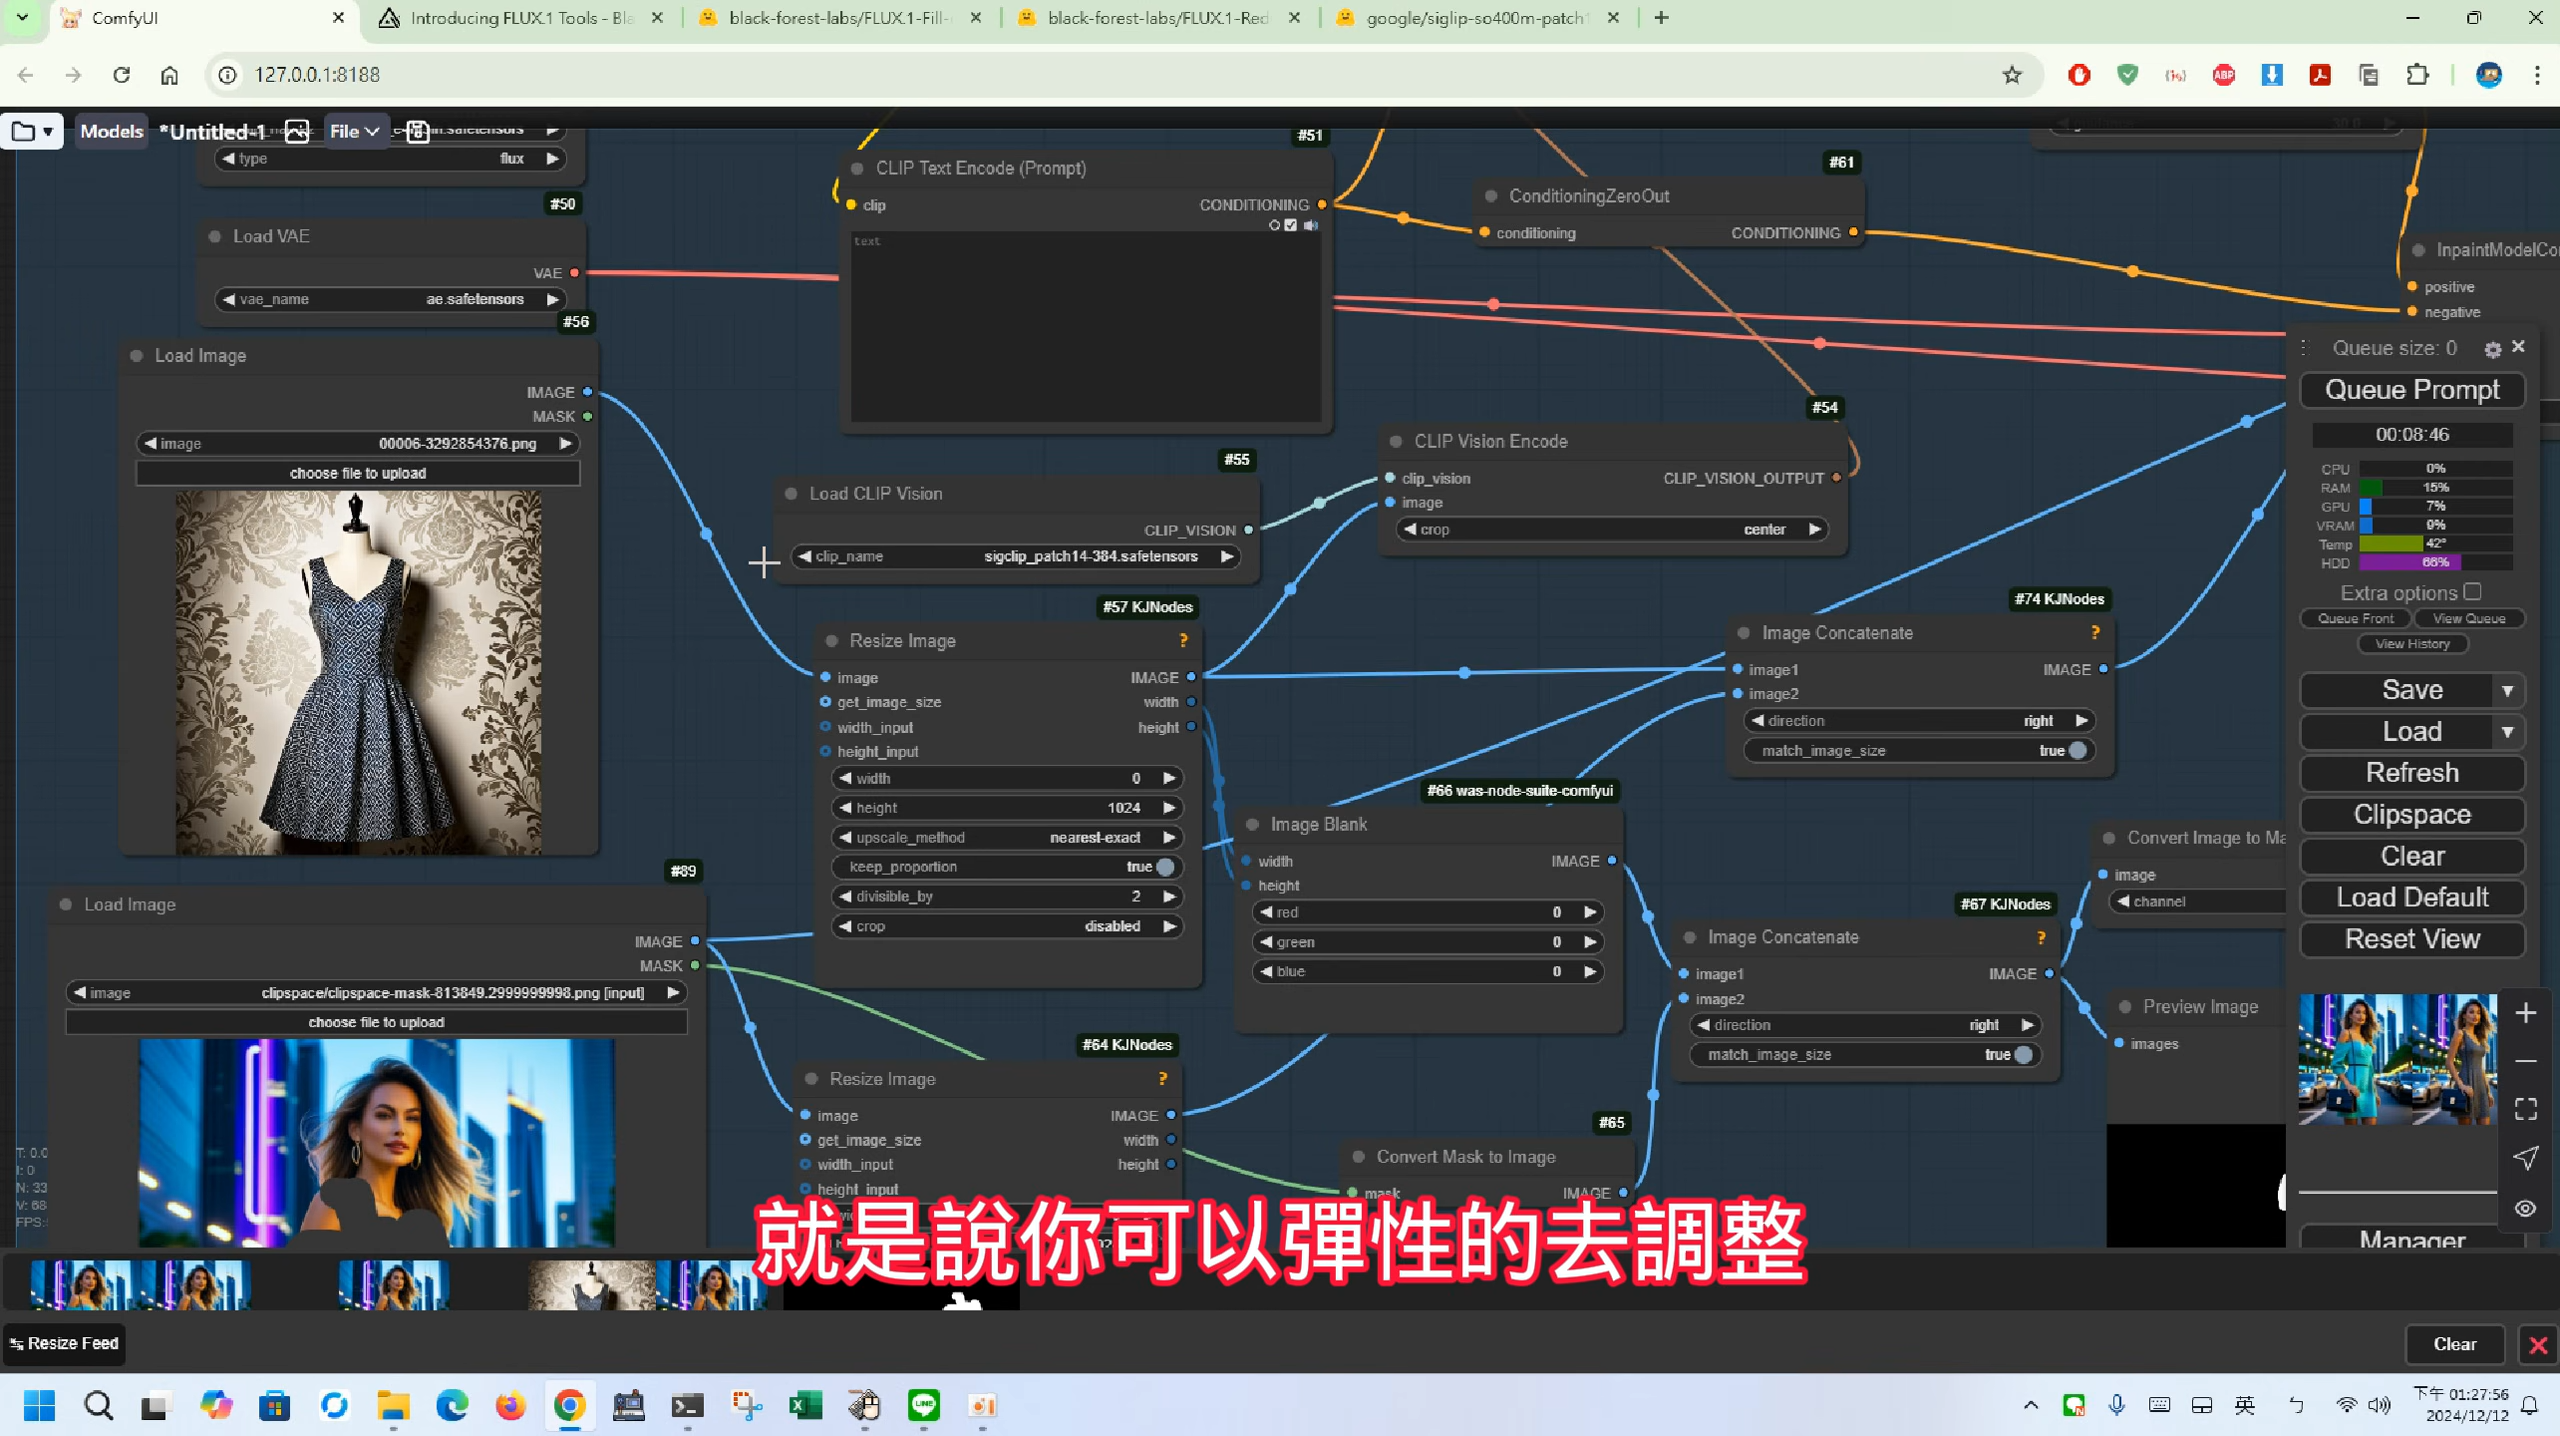 ComfyUI
Introducing FLUX.1 Tools - Bla
black-forest-labs/FLUX.1-Fill-
black-forest-labs/FLUX.1-Red
google/siglip-so400m-patch1
127.0.0.1:8188
Models
*Untitled-1
File
type
flux
#50
Load VAE
VAE
vae_name
ae.safetensors
#56
Load Image
IMAGE
MASK
image
00006-3292854376.png
choose file to upload
#89
Load Image
IMAGE
MASK
image
clipspace/clipspace-mask-813849.2999999998.png [input]
choose file to upload
#51
CLIP Text Encode (Prompt)
clip
CONDITIONING
text
#61
ConditioningZeroOut
conditioning
CONDITIONING
InpaintModelCo
positive
negative
#55
Load CLIP Vision
CLIP_VISION
clip_name
sigclip_patch14-384.safetensors
#54
CLIP Vision Encode
clip_vision
CLIP_VISION_OUTPUT
image
crop
center
#57 KJNodes
Resize Image
?
image
IMAGE
get_image_size
width
width_input
height
height_input
width
0
height
1024
upscale_method
nearest-exact
keep_proportion
true
divisible_by
2
crop
disabled
#74 KJNodes
Image Concatenate
?
image1
IMAGE
image2
direction
right
match_image_size
true
#66 was-node-suite-comfyui
Image Blank
width
IMAGE
height
red
0
green
0
blue
0
#67 KJNodes
Image Concatenate
?
image1
IMAGE
image2
direction
right
match_image_size
true
Convert Image to Ma
image
channel
Preview Image
images
#64 KJNodes
Resize Image
?
image
IMAGE
get_image_size
width
width_input
height
height_input
#65
Convert Mask to Image
mask
IMAGE
Queue size: 0
Queue Prompt
00:08:46
CPU
0%
RAM
15%
GPU
7%
VRAM
9%
Temp
42°
HDD
66%
Extra options
Queue Front
View Queue
View History
Save
Load
Refresh
Clipspace
Clear
Load Default
Reset View
Manager
就是說你可以彈性的去調整
Resize Feed
Clear
英
下午 01:27:56
2024/12/12